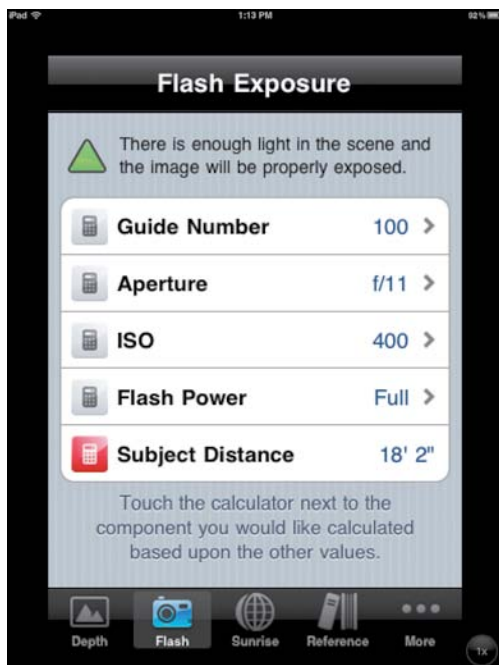 iPad 1:13 PM 92%
Flash Exposure
There is enough light in the scene and
the image will be properly exposed.
Guide Number 100
Aperture f/11
ISO 400
Flash Power Full
Subject Distance 18' 2"
Touch the calculator next to the
component you would like calculated
based upon the other values.
Depth Flash Sunrise Reference More
1x